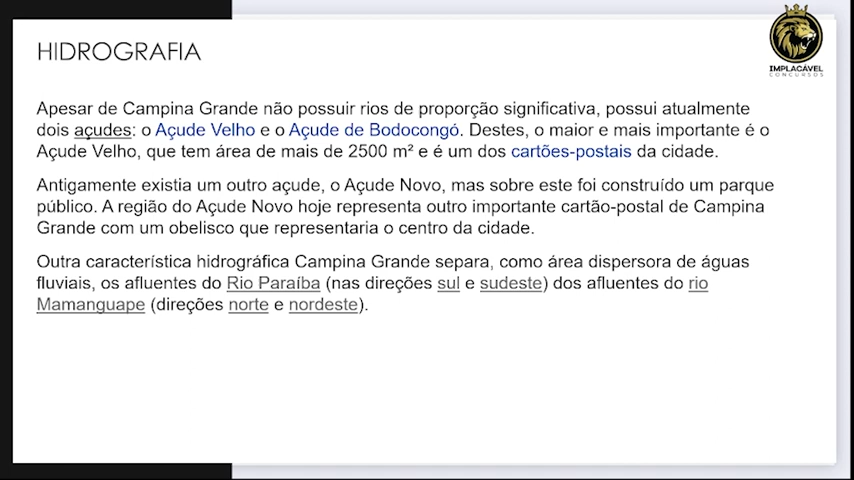 HIDROGRAFIA
IMPLACÁVEL
CONCURSOS
Apesar de Campina Grande não possuir rios de proporção significativa, possui atualmente
dois açudes: o Açude Velho e o Açude de Bodocongó. Destes, o maior e mais importante é o
Açude Velho, que tem área de mais de 2500 m² e é um dos cartões-postais da cidade.
Antigamente existia um outro açude, o Açude Novo, mas sobre este foi construído um parque
público. A região do Açude Novo hoje representa outro importante cartão-postal de Campina
Grande com um obelisco que representaria o centro da cidade.
Outra característica hidrográfica Campina Grande separa, como área dispersora de águas
fluviais, os afluentes do Rio Paraíba (nas direções sul e sudeste) dos afluentes do rio
Mamanguape (direções norte e nordeste).